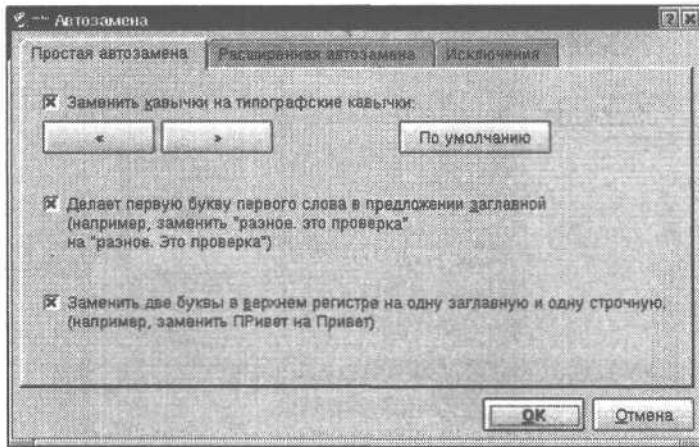 Автозамена
Простая автозамена Расширенная автозамена Исключения
Заменить кавычки на типографские кавычки:
« » По умолчанию
Делает первую букву первого слова в предложении заглавной
(например, заменить "разное. это проверка"
на "разное. Это проверка")
Заменить две буквы в верхнем регистре на одну заглавную и одну строчную,
(например, заменить ПРивет на Привет)
OK Отмена